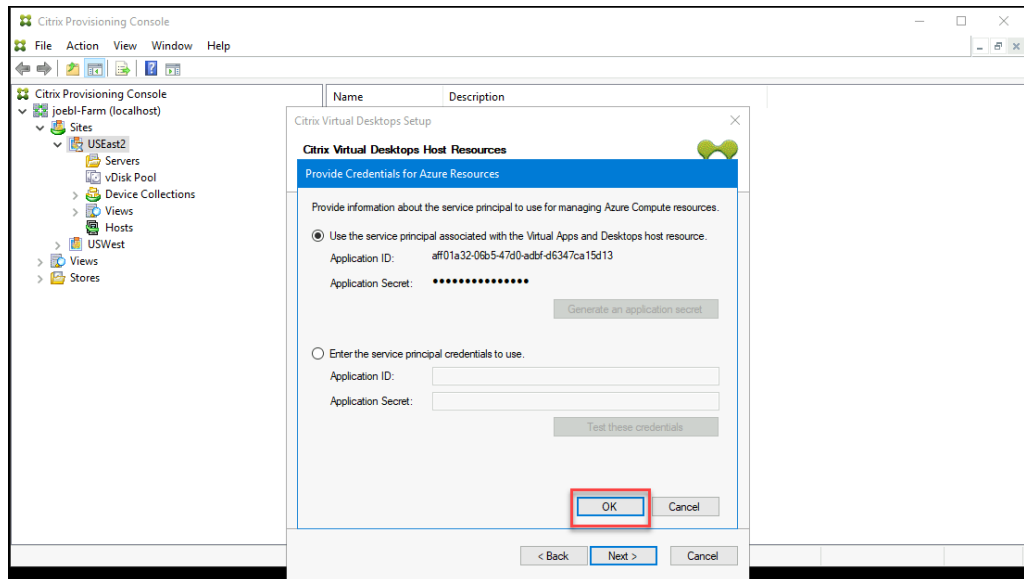 Citrix Provisioning Console
File Action View Window Help
Citrix Provisioning Console
joebl-Farm (localhost)
Sites
USEast2
Servers
vDisk Pool
Device Collections
Views
Hosts
USWest
Views
Stores
Name Description
Citrix Virtual Desktops Setup
Citrix Virtual Desktops Host Resources
Provide Credentials for Azure Resources
Provide information about the service principal to use for managing Azure Compute resources.
Use the service principal associated with the Virtual Apps and Desktops host resource.
Application ID: aff01a32-06b5-47d0-adbf-d6347ca15d13
Application Secret: •••••••••••••••
Generate an application secret
Enter the service principal credentials to use.
Application ID:
Application Secret:
Test these credentials
OK Cancel
< Back Next > Cancel